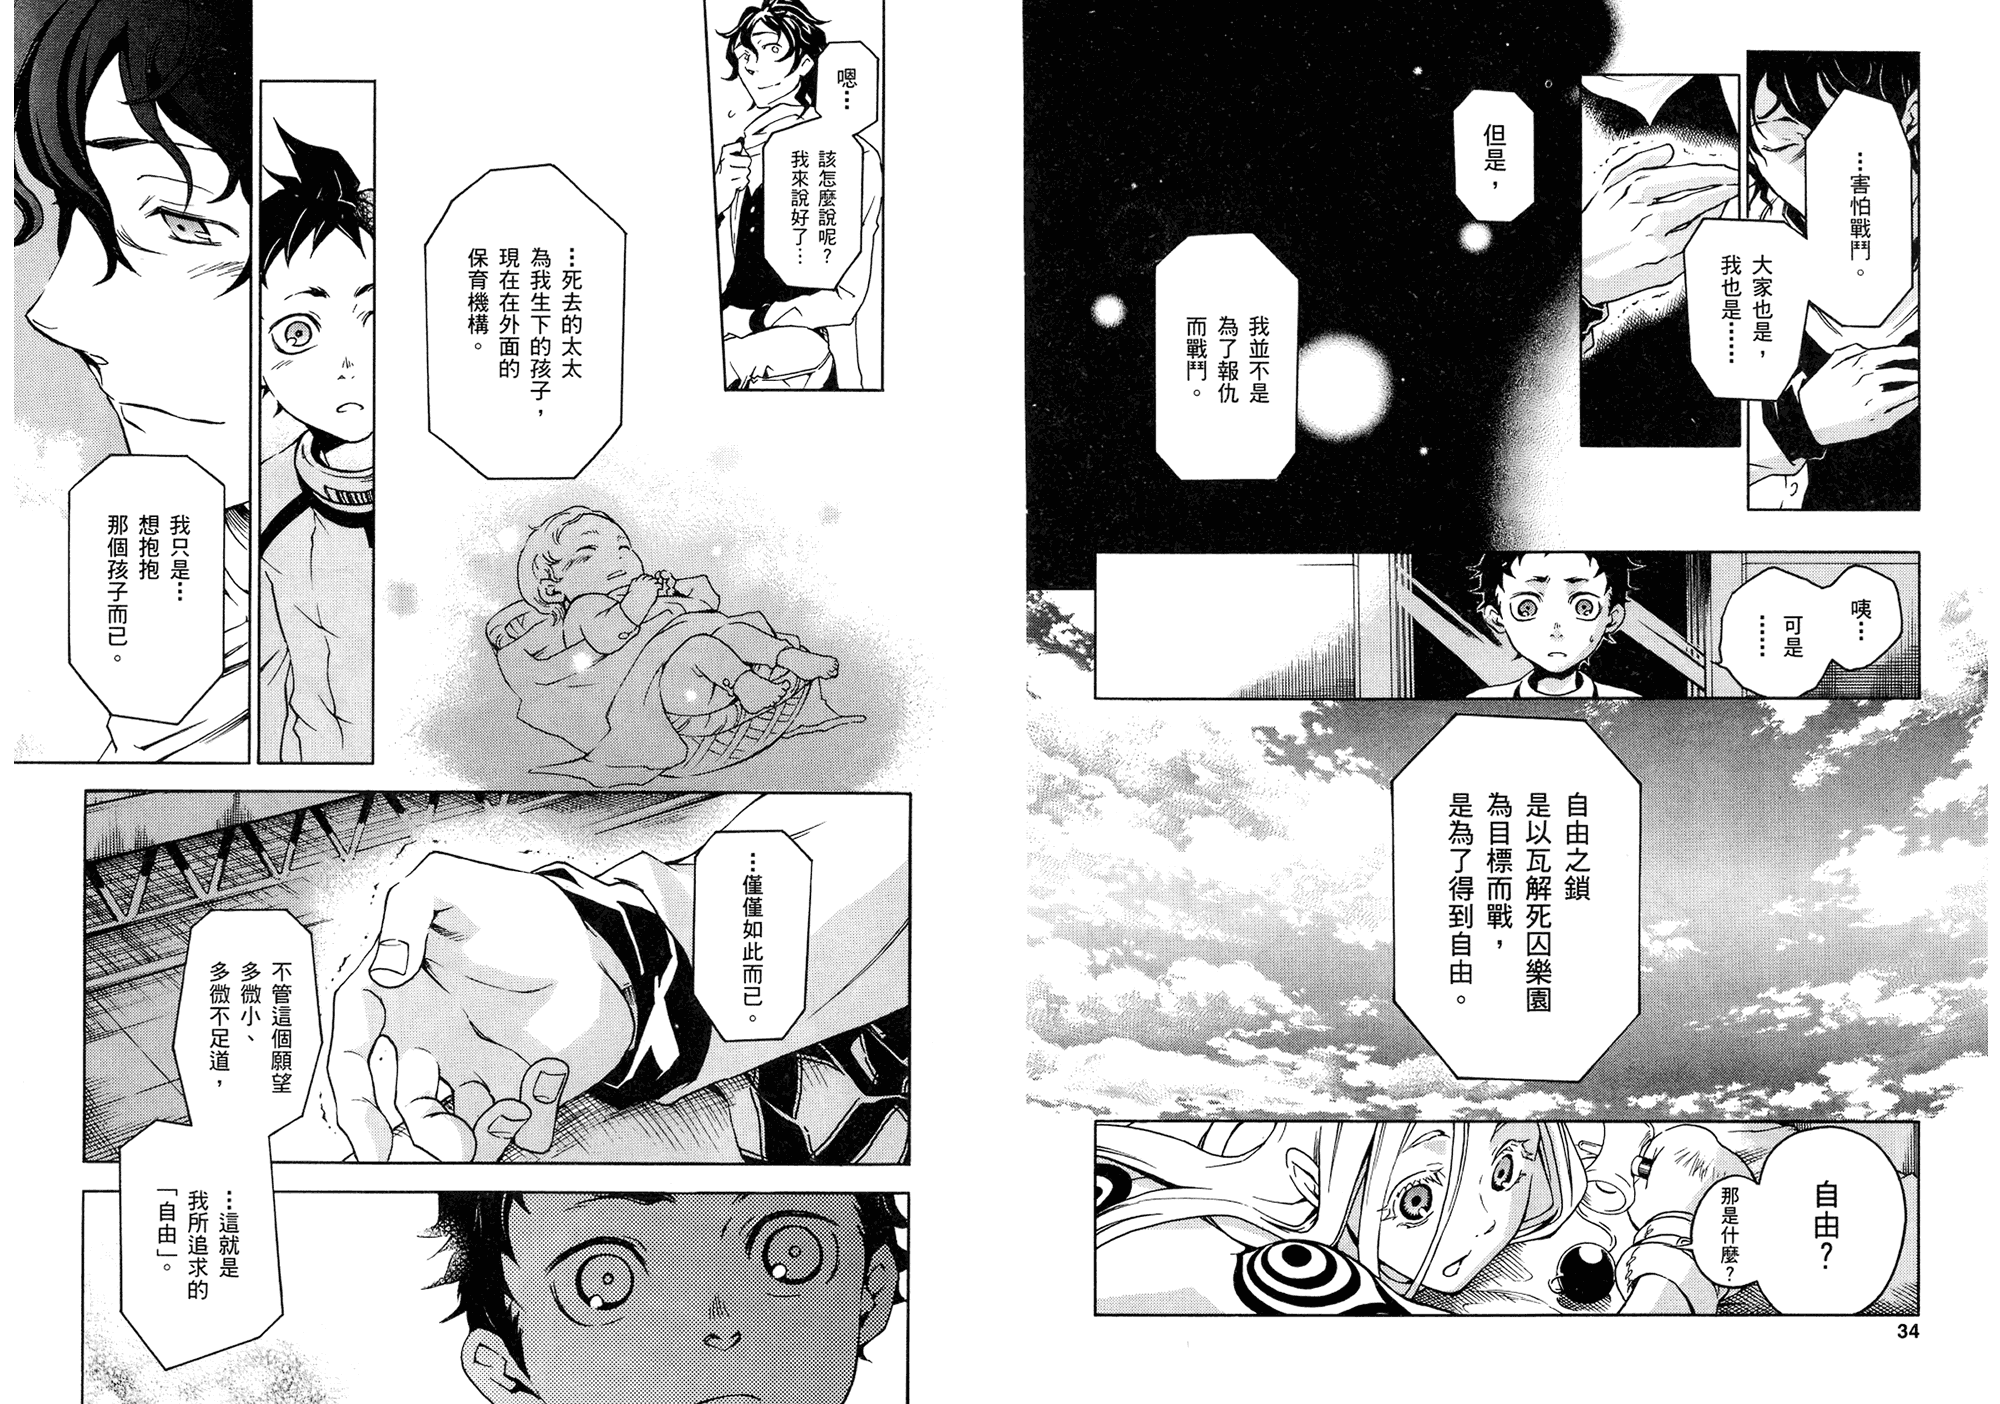 …害怕戰鬥。
大家也是，
我也是……
但是，
我並不是
為了報仇
而戰鬥。
咦…
可是
……
自由之鎖
是以瓦解死囚樂園
為目標而戰，
是為了得到自由。
自由？
那是什麼？
34
嗯…
該怎麼說呢？
我來說好了…
…死去的太太
為我生下的孩子，
現在在外面的
保育機構。
我只是…
想抱抱
那個孩子而已。
…僅僅如此而已。
不管這個願望
多微小、
多微不足道，
…這就是
我所追求的
「自由」。